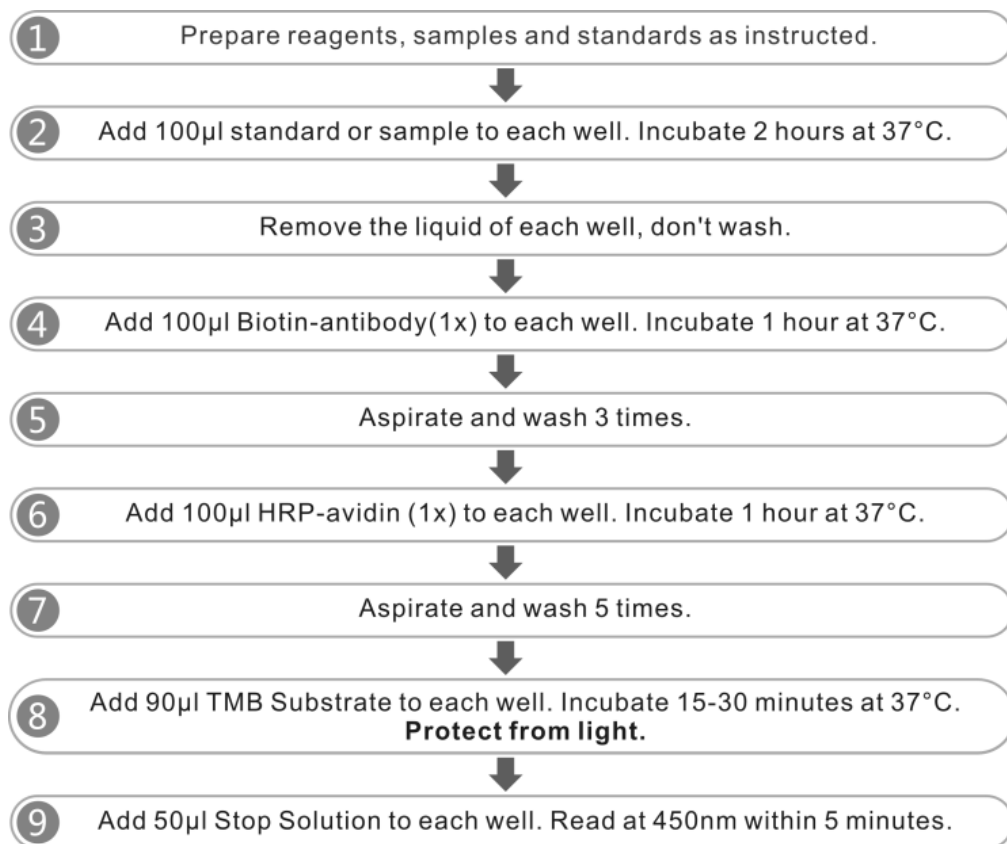 1 Prepare reagents, samples and standards as instructed.
2 Add 100µl standard or sample to each well. Incubate 2 hours at 37°C.
3 Remove the liquid of each well, don't wash.
4 Add 100µl Biotin-antibody(1x) to each well. Incubate 1 hour at 37°C.
5 Aspirate and wash 3 times.
6 Add 100µl HRP-avidin (1x) to each well. Incubate 1 hour at 37°C.
7 Aspirate and wash 5 times.
8 Add 90µl TMB Substrate to each well. Incubate 15-30 minutes at 37°C.
Protect from light.
9 Add 50µl Stop Solution to each well. Read at 450nm within 5 minutes.